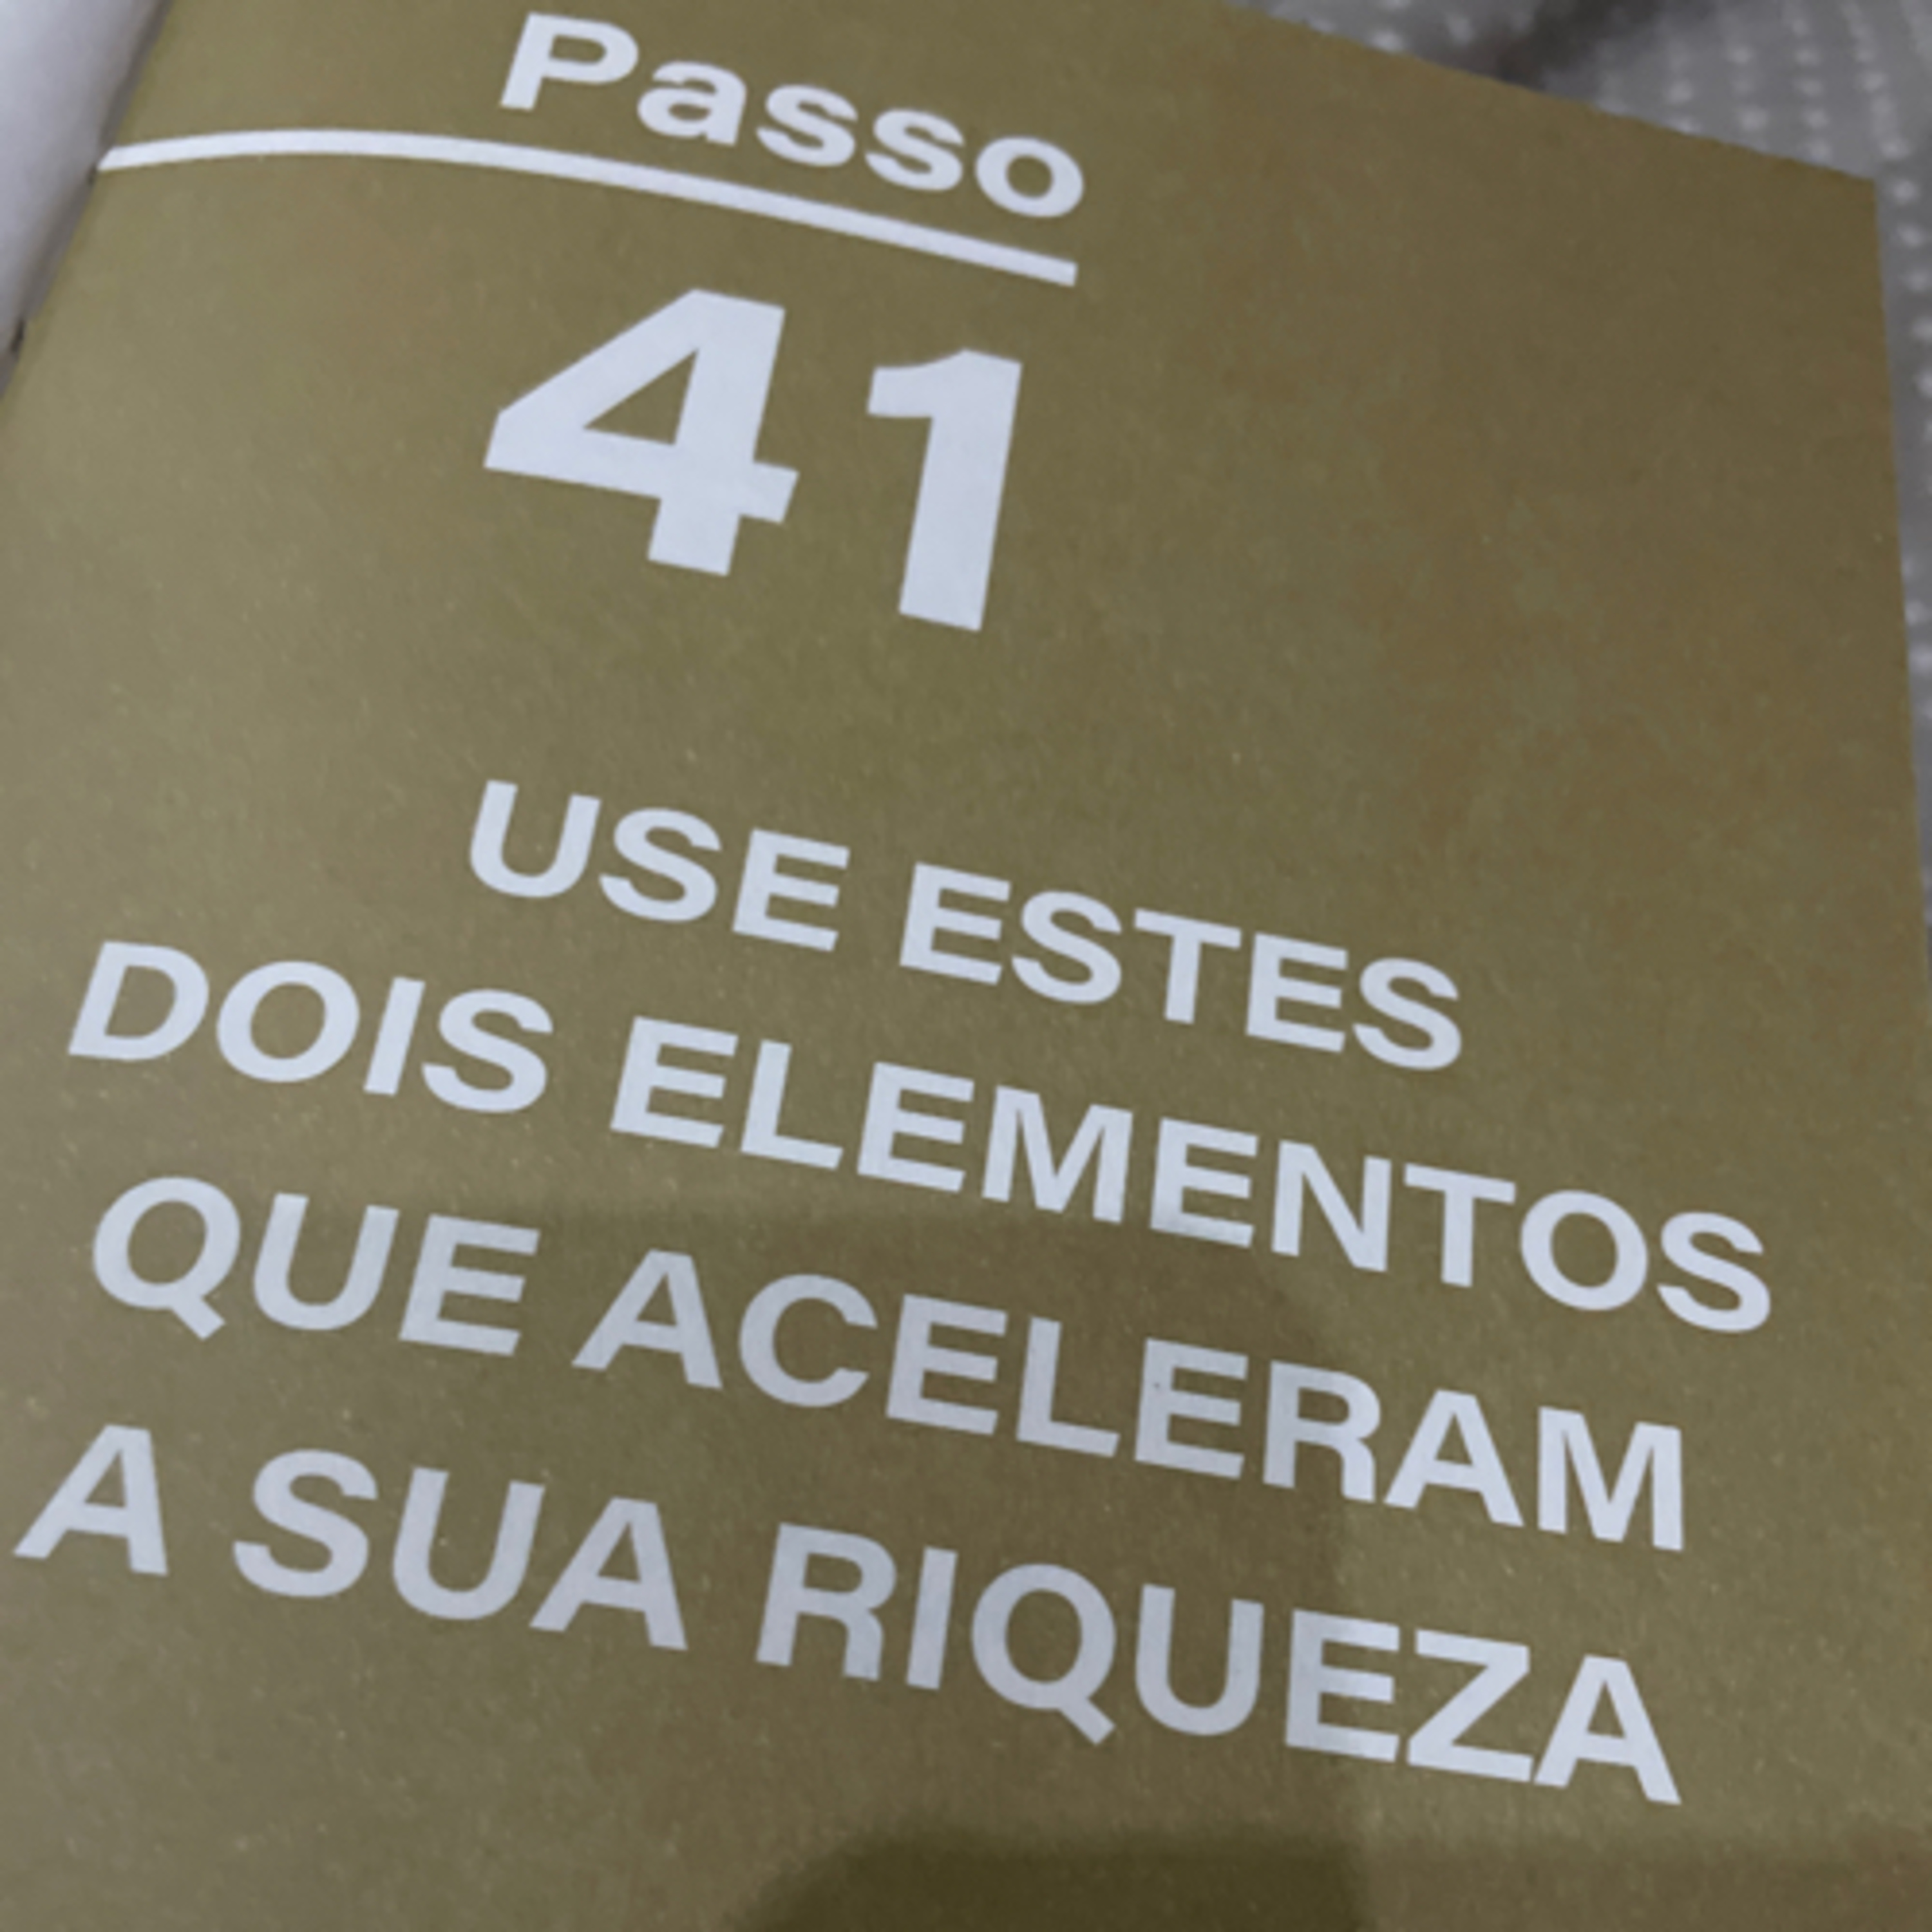 Passo
41
USE ESTES
DOIS ELEMENTOS
QUE ACELERAM
A SUA RIQUEZA